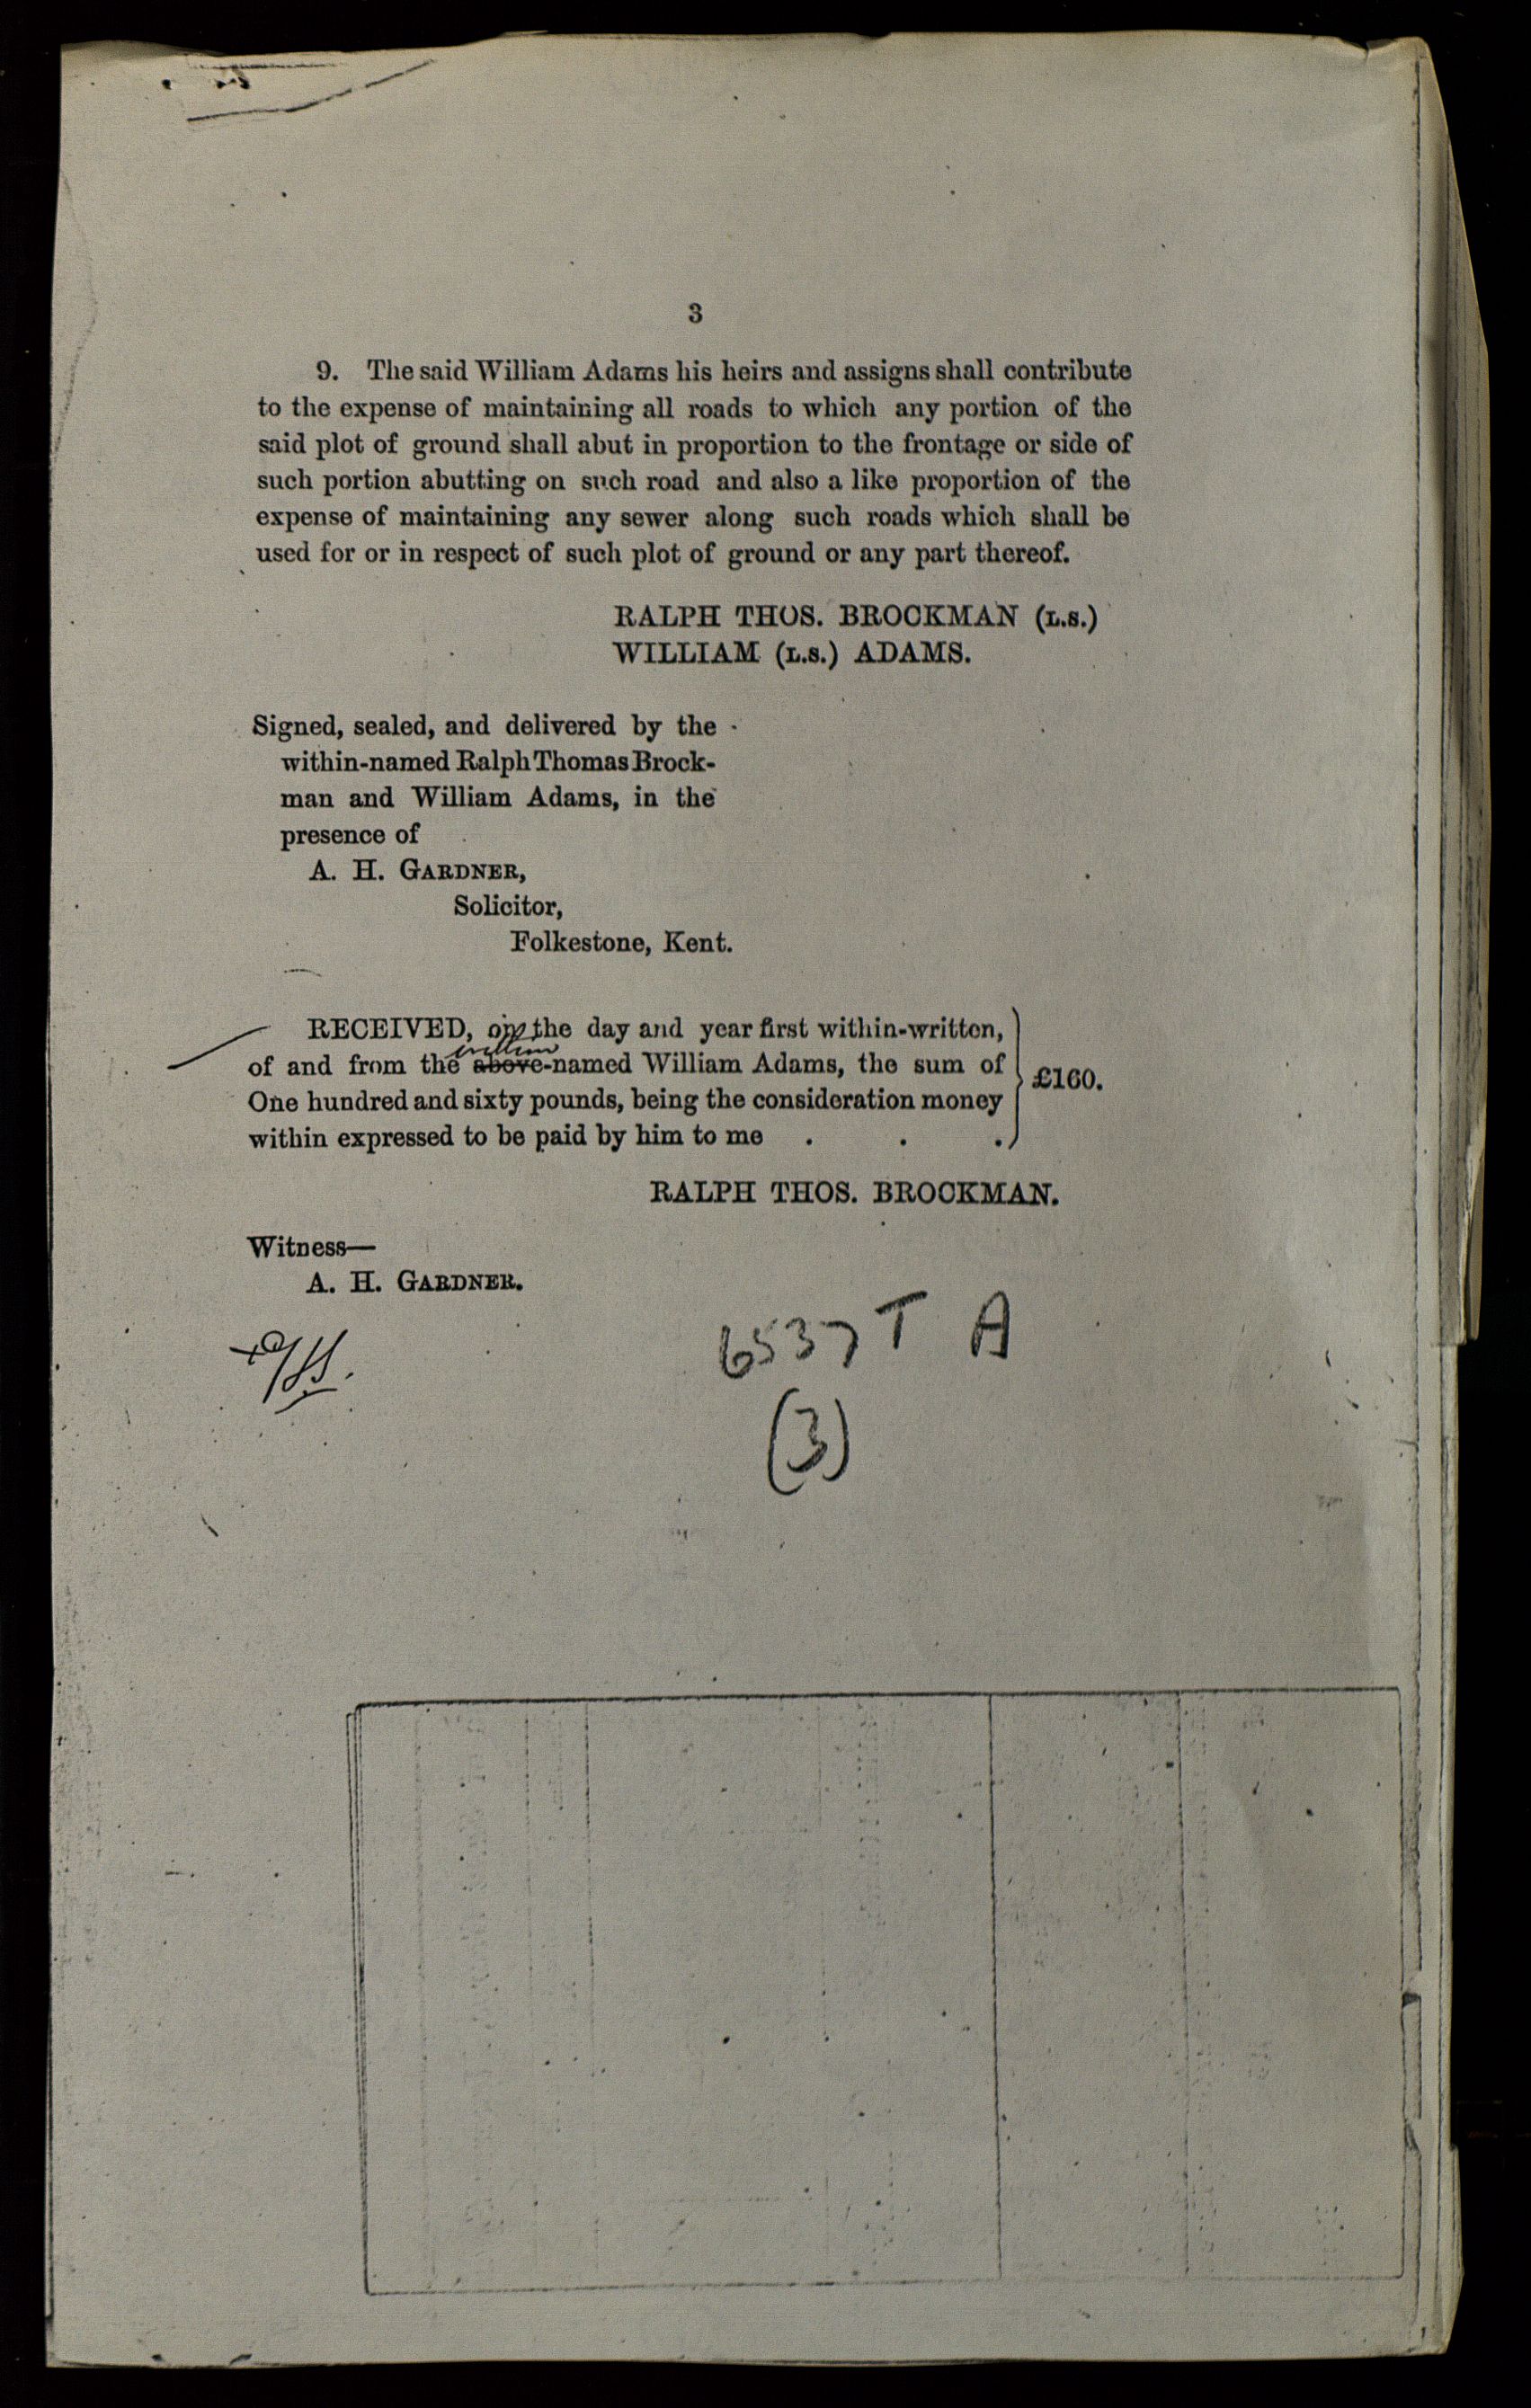 3
9. The said William Adams his heirs and assigns shall contribute
to the expense of maintaining all roads to which any portion of the
said plot of ground shall abut in proportion to the frontage or side of
such portion abutting on such road and also a like proportion of the
expense of maintaining any sewer along such roads which shall be
used for or in respect of such plot of ground or any part thereof.
RALPH THOS. BROCKMAN (L.S.)
WILLIAM (L.S.) ADAMS.
Signed, sealed, and delivered by the
within-named Ralph Thomas Brock-
man and William Adams, in the
presence of
A. H. GARDNER,
Solicitor,
Folkestone, Kent.
RECEIVED, on the day and year first within-written,
within
of and from the above-named William Adams, the sum of
£160.
One hundred and sixty pounds, being the consideration money
within expressed to be paid by him to me . . .
RALPH THOS. BROCKMAN.
Witness—
A. H. GARDNER.
6537 T A
(3)